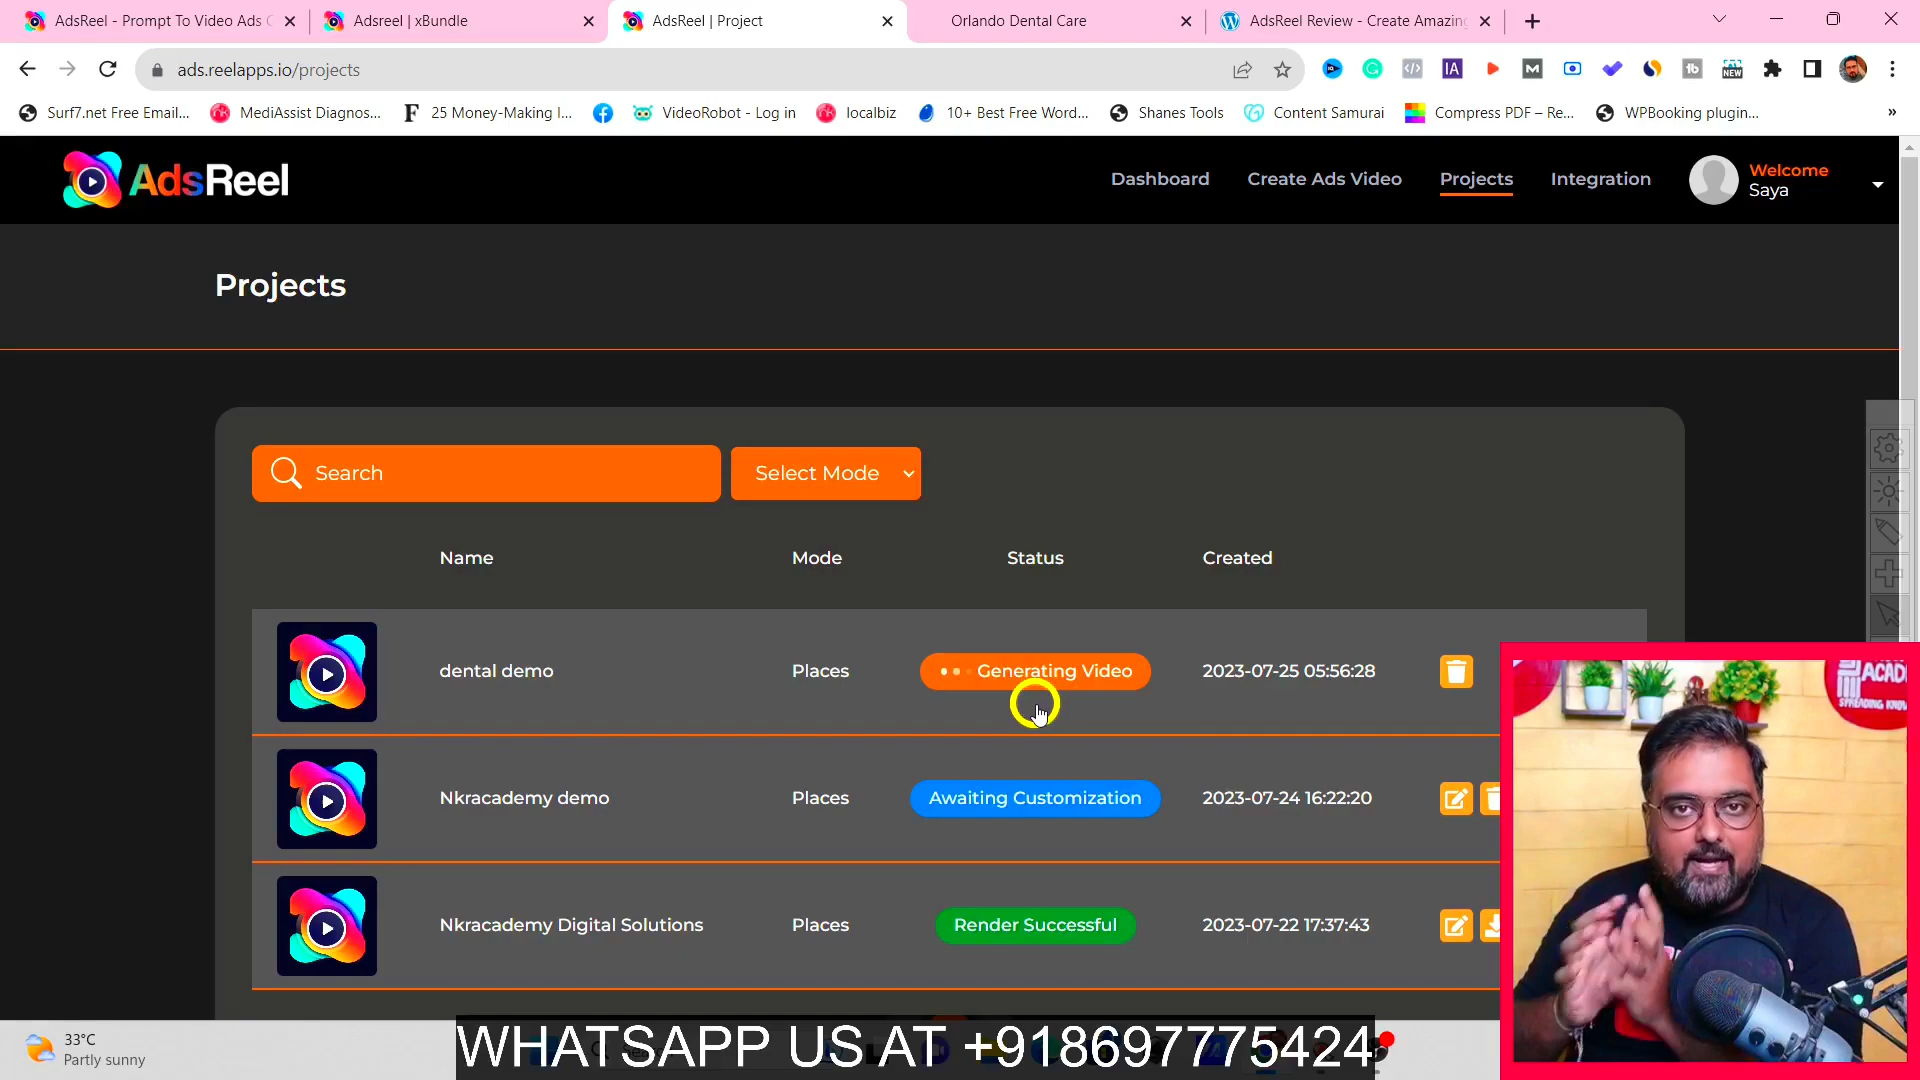 AdsReel - Prompt To Video Ads C
Adsreel | xBundle
AdsReel | Project
Orlando Dental Care
AdsReel Review - Create Amazing
ads.reelapps.io/projects
Surf7.net Free Email...
MediAssist Diagnos...
25 Money-Making I...
VideoRobot - Log in
localbiz
10+ Best Free Word...
Shanes Tools
Content Samurai
Compress PDF – Re...
WPBooking plugin...
»
AdsReel
Dashboard
Create Ads Video
Projects
Integration
Welcome
Saya
Projects
Search
Select Mode
Name Mode Status Created
dental demo Places Generating Video 2023-07-25 05:56:28
Nkracademy demo Places Awaiting Customization 2023-07-24 16:22:20
Nkracademy Digital Solutions Places Render Successful 2023-07-22 17:37:43
SPREADING KNOW
33°C
Partly sunny
WHATSAPP US AT +918697775424